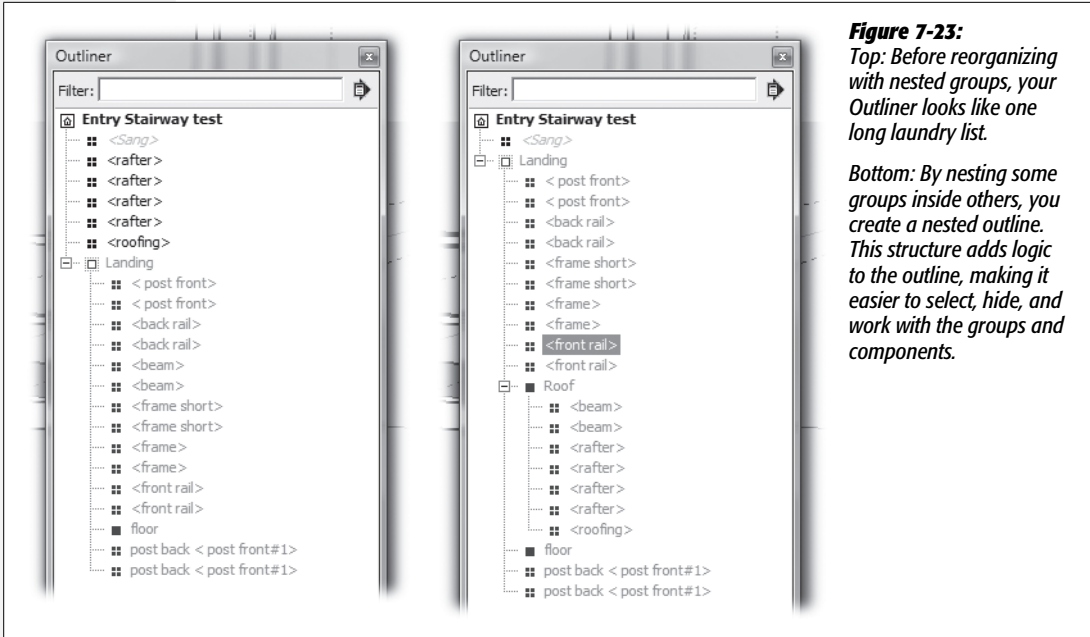 Outliner
Filter:
Entry Stairway test
<Sang>
<rafter>
<rafter>
<rafter>
<rafter>
<roofing>
Landing
< post front>
< post front>
<back rail>
<back rail>
<beam>
<beam>
<frame short>
<frame short>
<frame>
<frame>
<front rail>
<front rail>
floor
post back < post front#1>
post back < post front#1>
Outliner
Filter:
Entry Stairway test
<Sang>
Landing
< post front>
< post front>
<back rail>
<back rail>
<frame short>
<frame short>
<frame>
<frame>
<front rail>
<front rail>
Roof
<beam>
<beam>
<rafter>
<rafter>
<rafter>
<rafter>
<roofing>
floor
post back < post front#1>
post back < post front#1>
Figure 7-23:
Top: Before reorganizing
with nested groups, your
Outliner looks like one
long laundry list.
Bottom: By nesting some
groups inside others, you
create a nested outline.
This structure adds logic
to the outline, making it
easier to select, hide, and
work with the groups and
components.